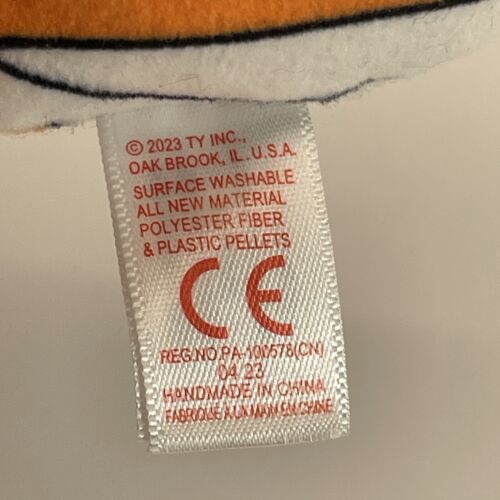 © 2023 TY INC.,
OAK BROOK, IL. U.S.A.
SURFACE WASHABLE
ALL NEW MATERIAL
POLYESTER FIBER
& PLASTIC PELLETS
CE
REG.NO.PA-100578(CN)
04 23
HANDMADE IN CHINA
FABRIQUÉ À LA MAIN EN CHINE